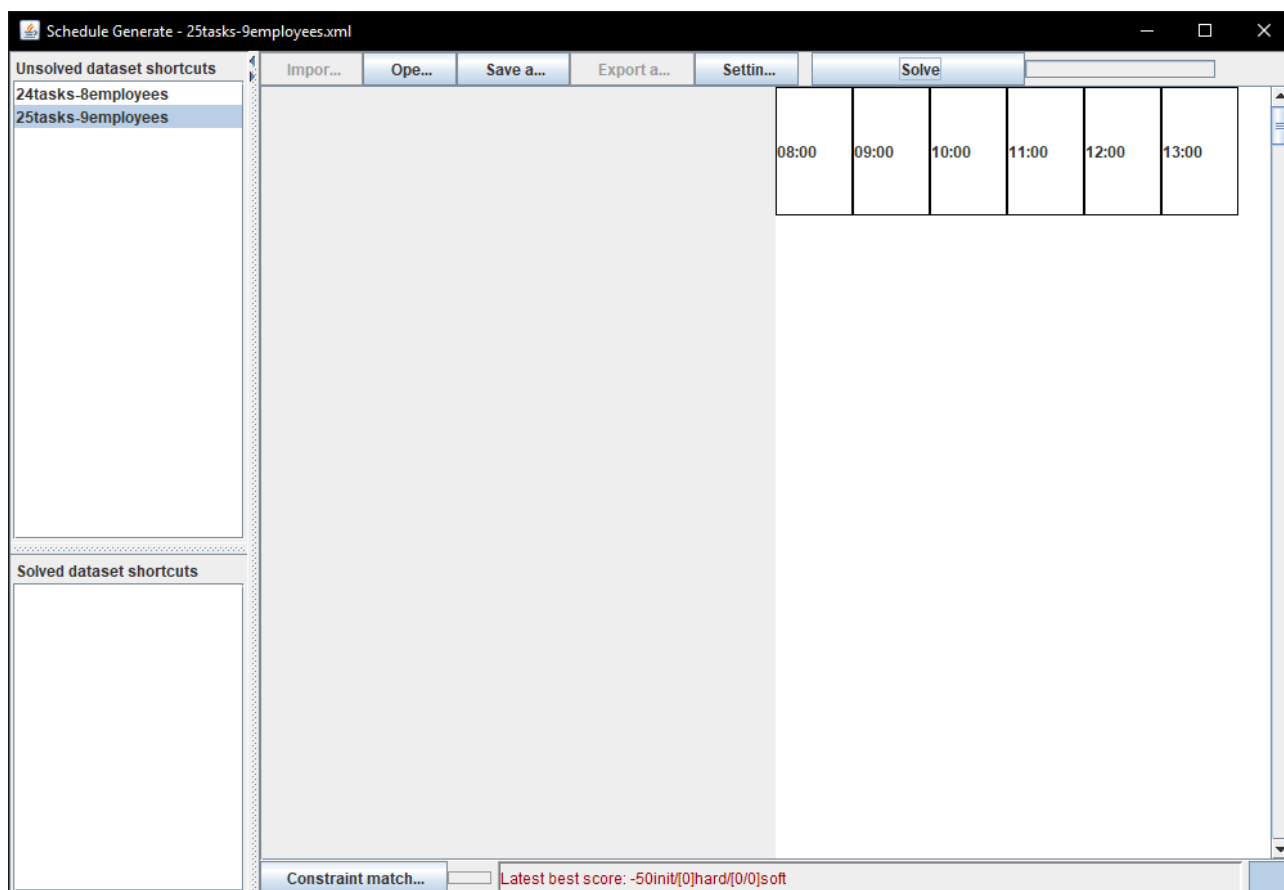 Schedule Generate - 25tasks-9employees.xml
Unsolved dataset shortcuts
24tasks-8employees
25tasks-9employees
Solved dataset shortcuts
Impor... Ope... Save a... Export a... Settin... Solve
08:00 09:00 10:00 11:00 12:00 13:00
Constraint match... Latest best score: -50init/[0]hard/[0/0]soft